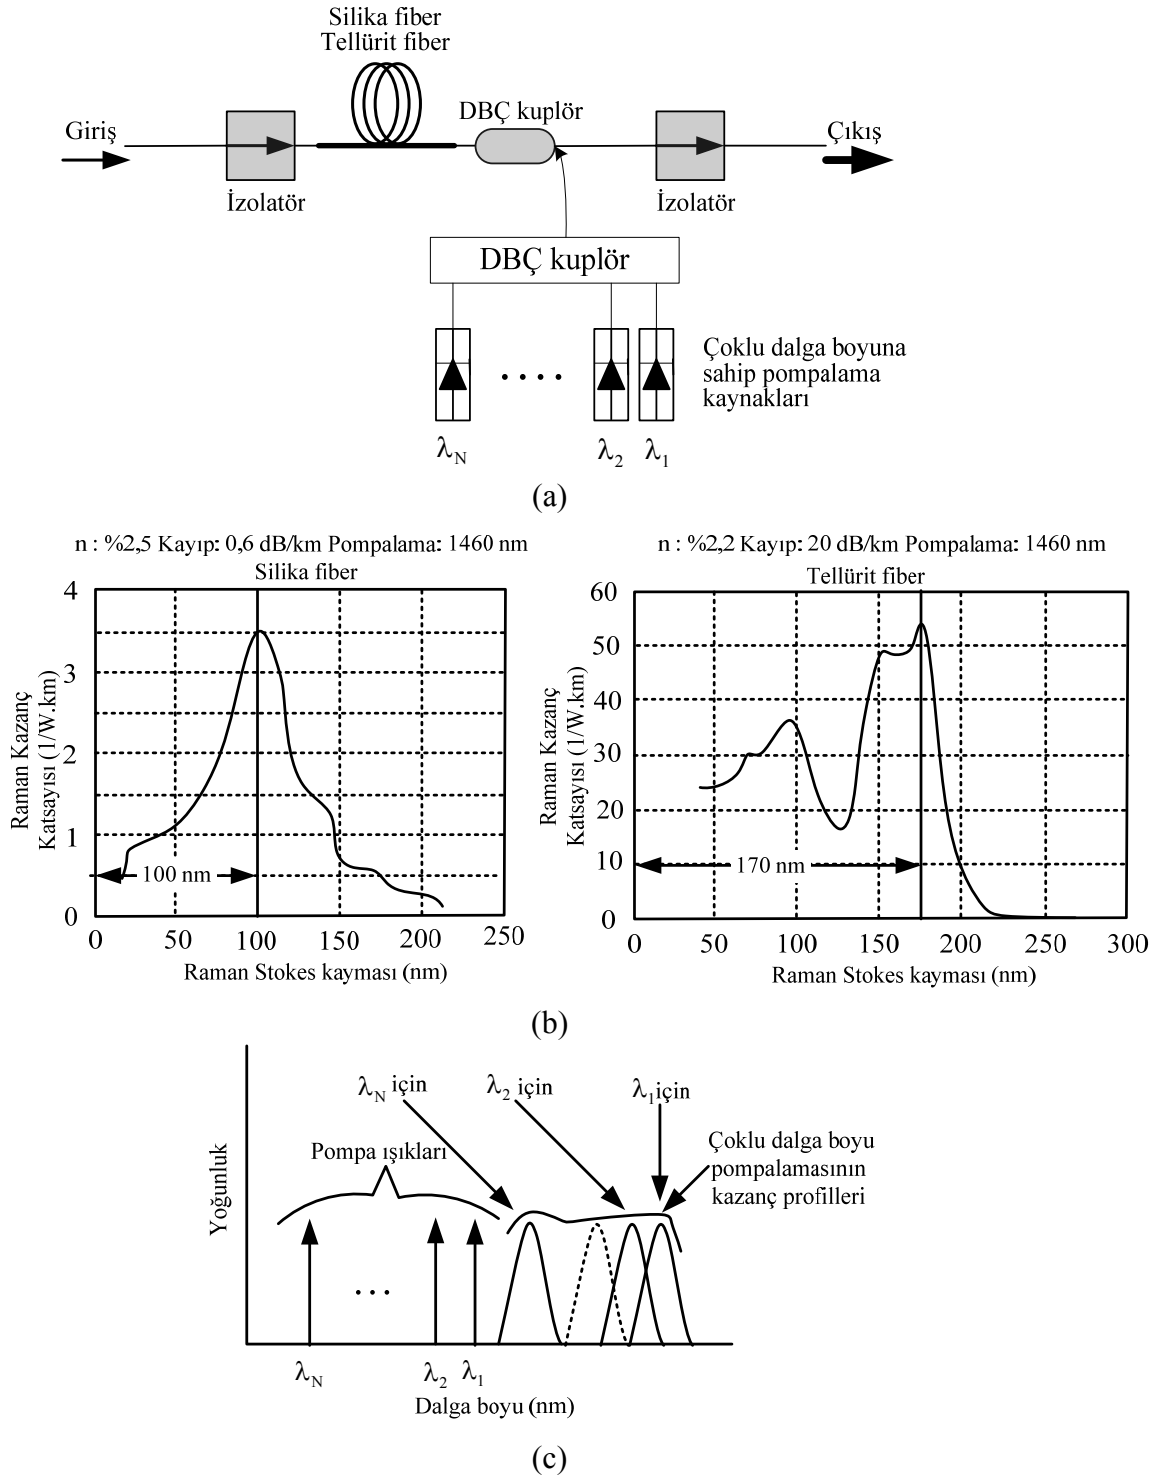 Silika fiber
Tellürit fiber
DBÇ kuplör
Giriş
Çıkış
İzolatör
İzolatör
DBÇ kuplör
Çoklu dalga boyuna
sahip pompalama
kaynakları
λN
λ2
λ1
(a)
n : %2,5 Kayıp: 0,6 dB/km Pompalama: 1460 nm
Silika fiber
4
3
2
1
0
Raman Kazanç
Katsayısı (1/W.km)
100 nm
0 50 100 150 200 250
Raman Stokes kayması (nm)
n : %2,2 Kayıp: 20 dB/km Pompalama: 1460 nm
Tellürit fiber
60
50
40
30
20
10
0
Raman Kazanç
Katsayısı (1/W.km)
170 nm
0 50 100 150 200 250 300
Raman Stokes kayması (nm)
(b)
λN için
λ2 için
λ1için
Pompa ışıkları
Çoklu dalga boyu
pompalamasının
kazanç profilleri
Yoğunluk
...
λN
λ2
λ1
Dalga boyu (nm)
(c)